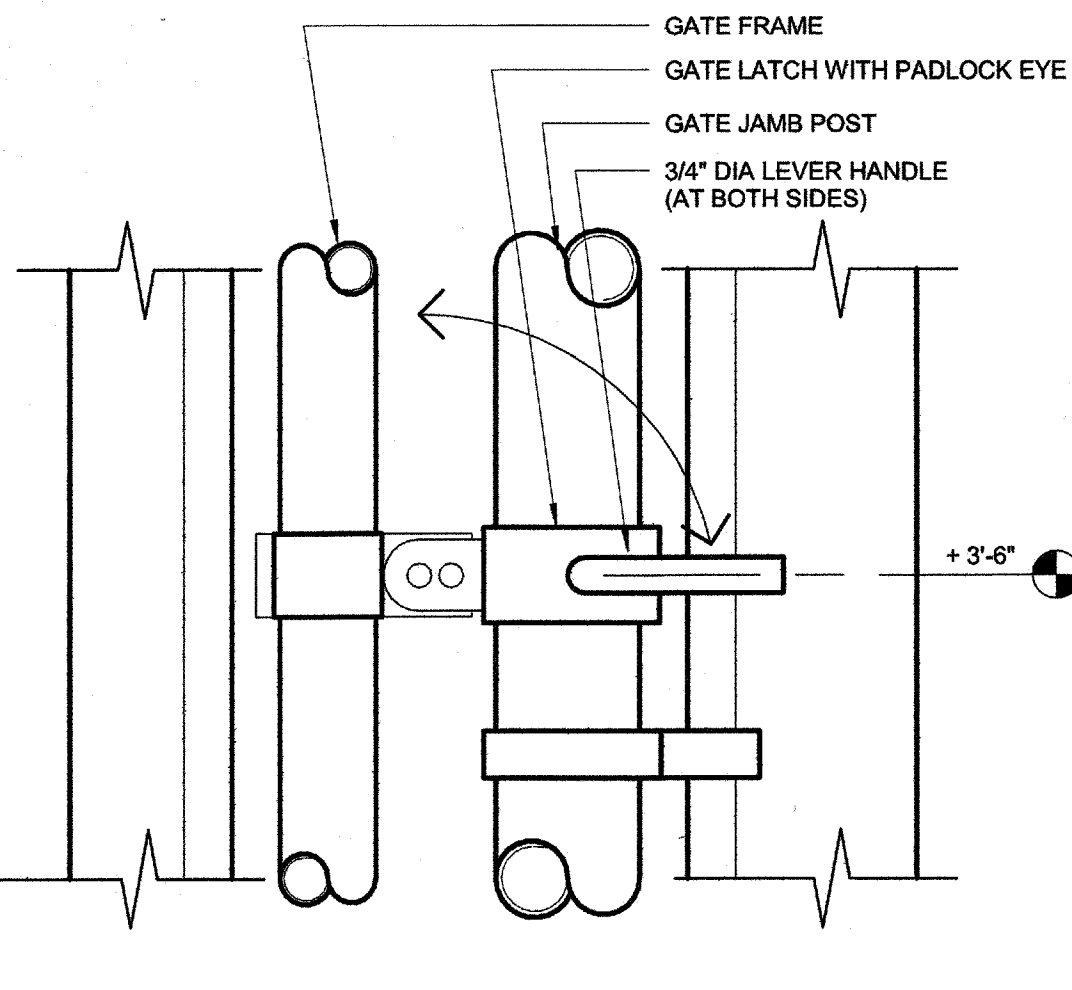 GATE FRAME
GATE LATCH WITH PADLOCK EYE
GATE JAMB POST
3/4" DIA LEVER HANDLE
(AT BOTH SIDES)
+ 3'-6"